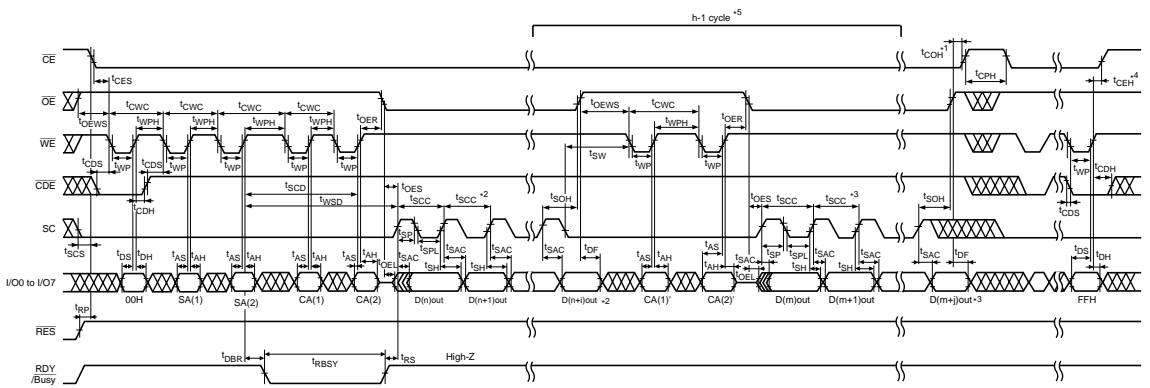 h-1 cycle *5
CE
tCES
tCOH*1
tCPH
tCEH*4
OE
tOEWS
tCWC
tCWC
tCWC
tCWC
tOER
tOEWS
tCWC
tOER
tWPH
tWPH
tWPH
tWPH
tWPH
WE
tWP
tWP
tWP
tWP
tWP
tSW
tWP
tWP
tWP
tCDS
tCDS
tCDH
CDE
tCDH
tSCD
tWSD
tOES
tSCC
tSCC *2
tSOH
tOES
tSCC
tSCC *3
tSOH
tCDS
SC
tSCS
tSP
tSPL
tSP
tSPL
tDS
tDH
tAS
tAH
tAS
tAH
tAS
tAH
tAS
tAH
tOEL
tSAC
tSAC
tSAC
tSH
tSH
tSAC
tDF
tAS
tAH
tAS
tAH
tSAC
tOEL
tSAC
tSAC
tSH
tSH
tSAC
tDF
tDS
tDH
I/O0 to I/O7
00H
SA(1)
SA(2)
CA(1)
CA(2)
D(n)out
D(n+1)out
D(n+i)out *2
CA(1)'
CA(2)'
D(m)out
D(m+1)out
D(m+j)out*3
FFH
tRP
RES
tDBR
tRBSY
tRS
High-Z
RDY
/Busy